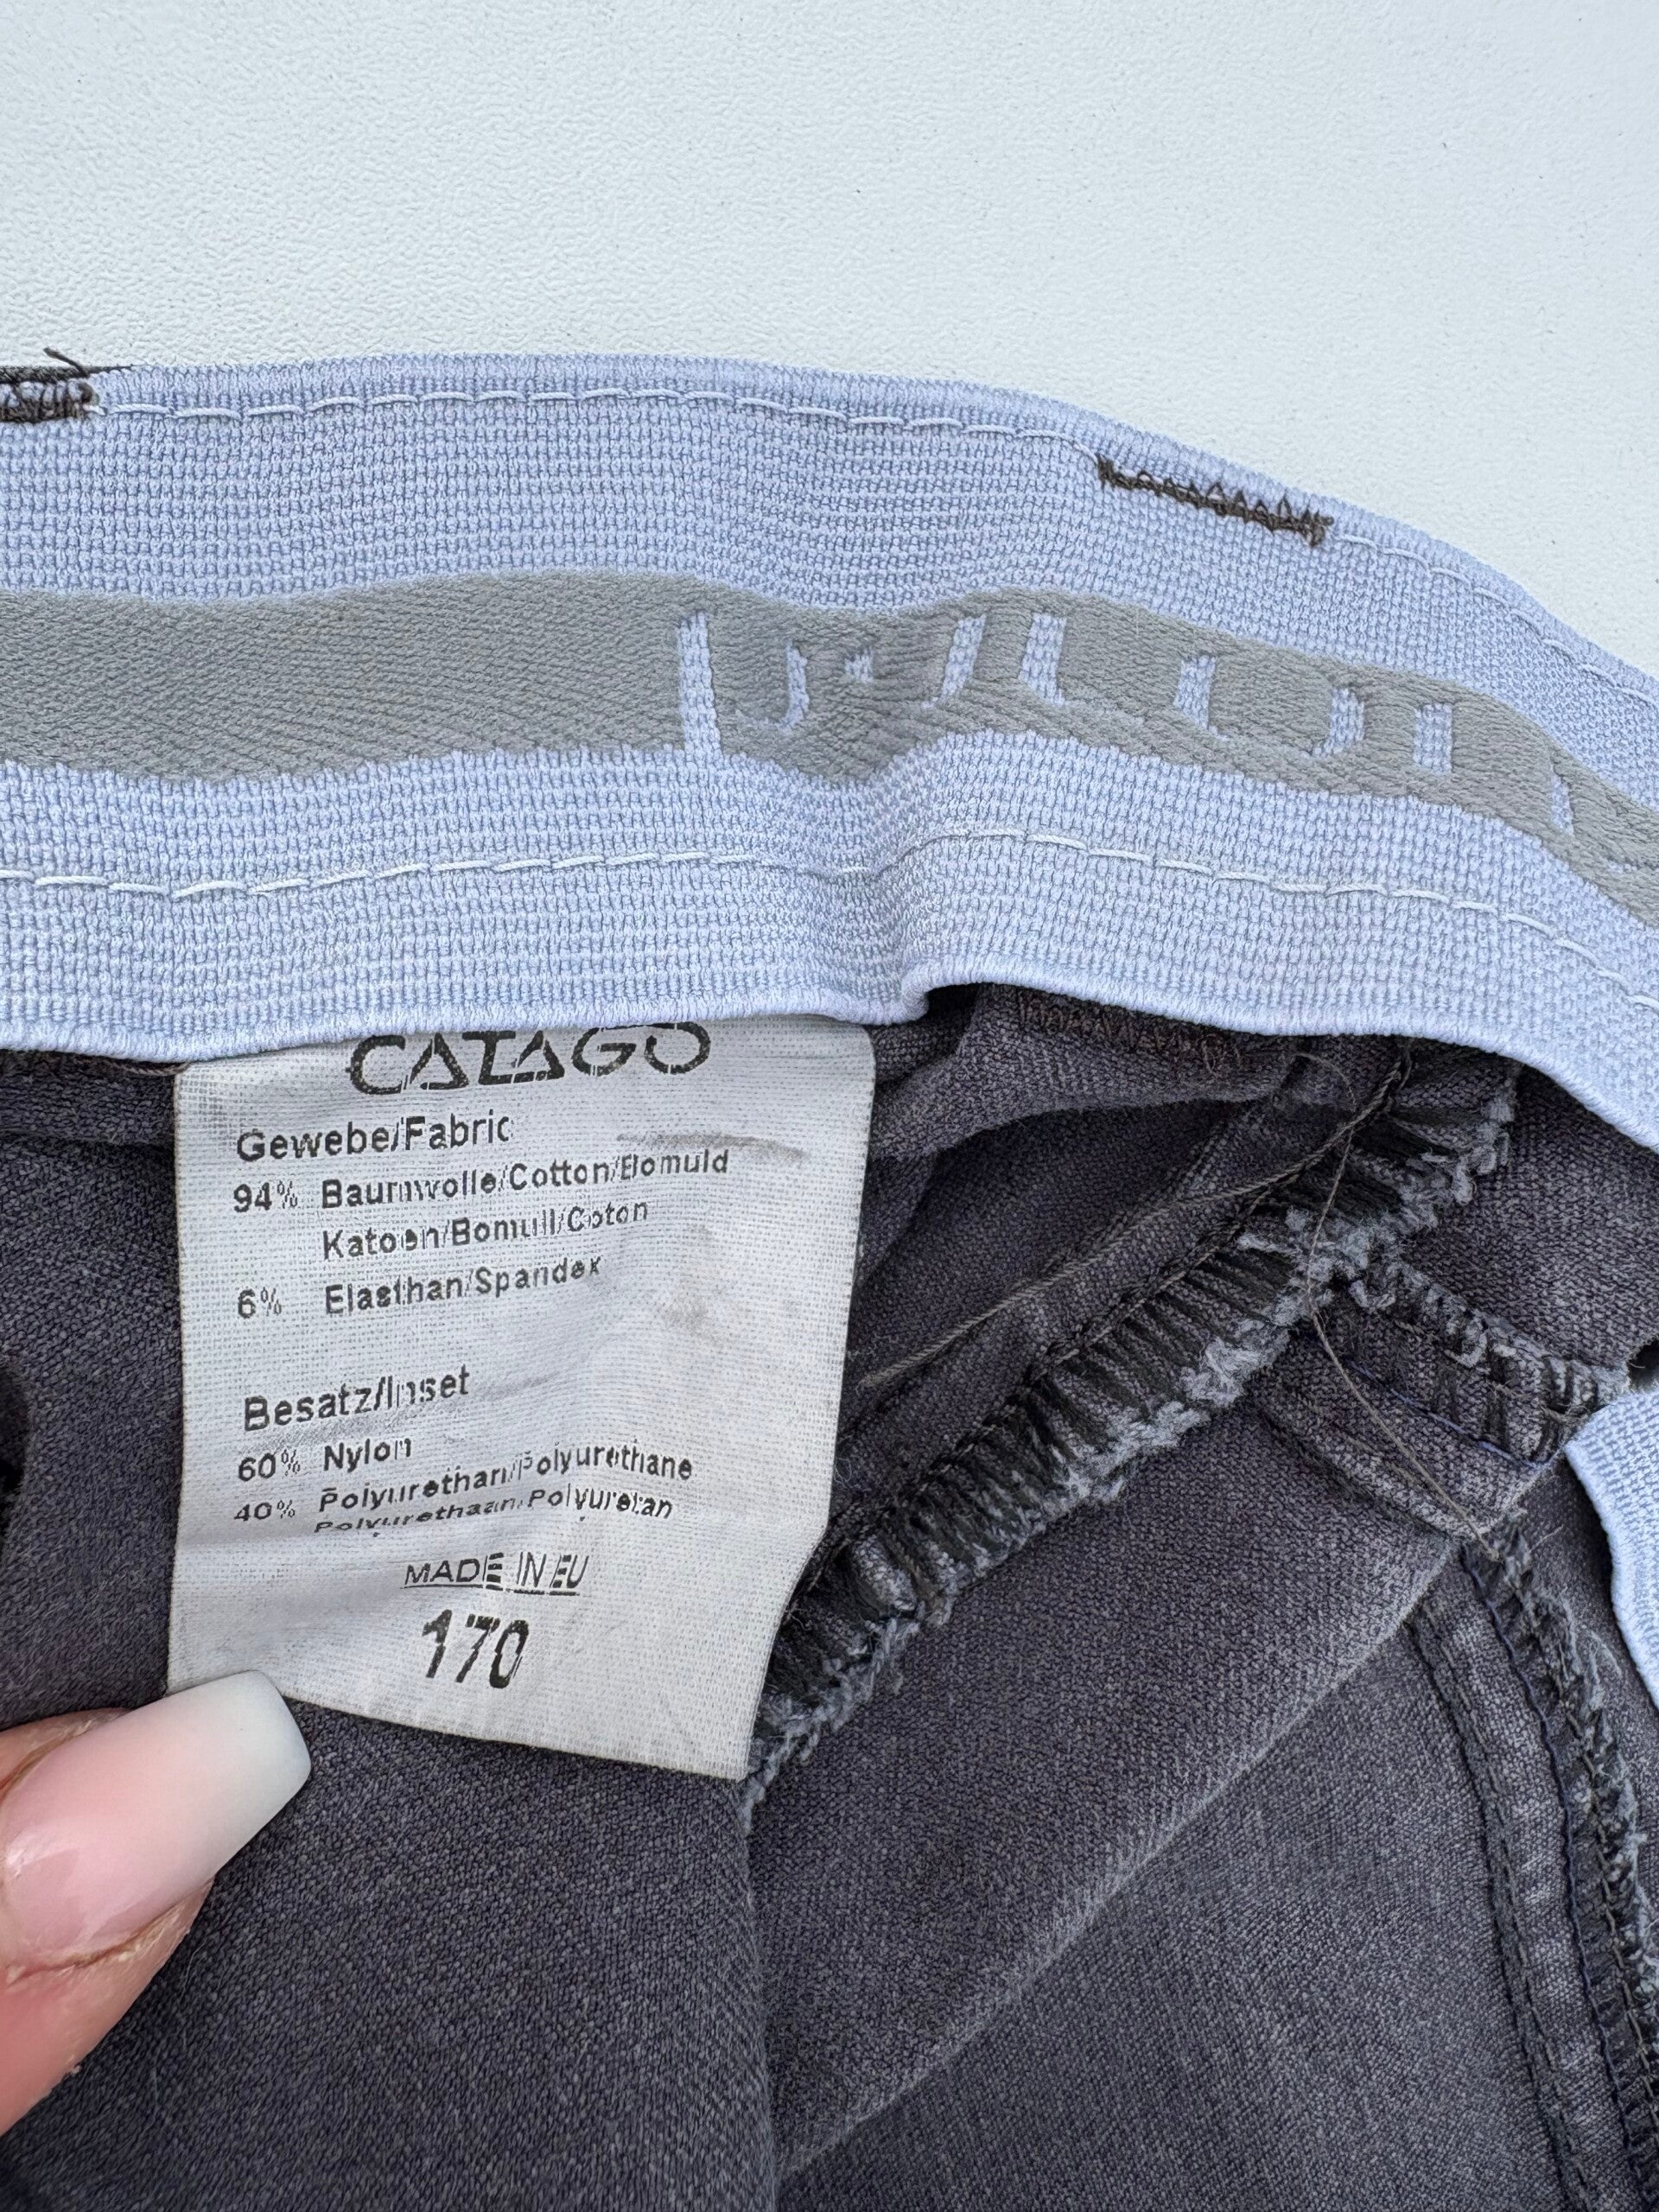 CATAGO
Gewebe/Fabric
94% Baumwolle/Cotton/Bomuld
Katoen/Bomull/Coton
6% Elasthan/Spandex
Besatz/Inset
60% Nylon
40% Polyurethan/Polyurethane
Polyurethaan/Polyuretan
MADE IN EU
170